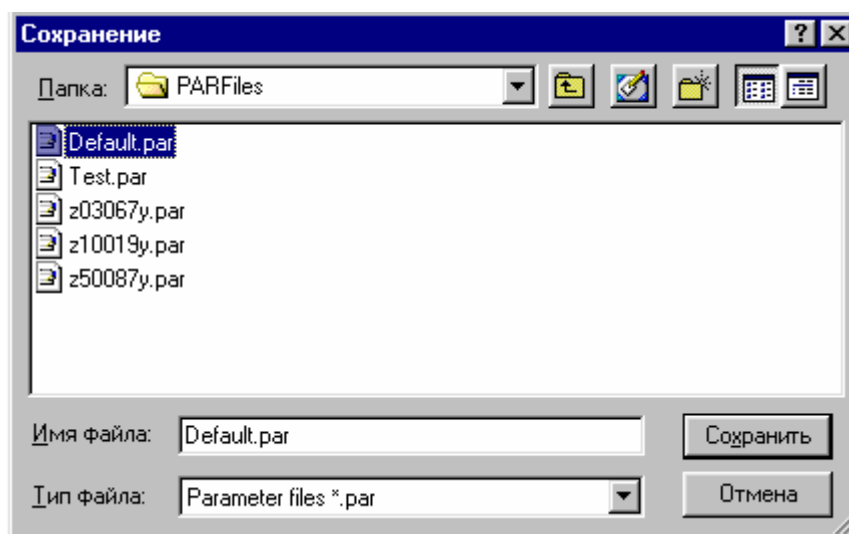 Сохранение
Папка: PARFiles
Default.par
Test.par
z03067y.par
z10019y.par
z50087y.par
Имя файла: Default.par Сохранить
Тип файла: Parameter files *.par Отмена